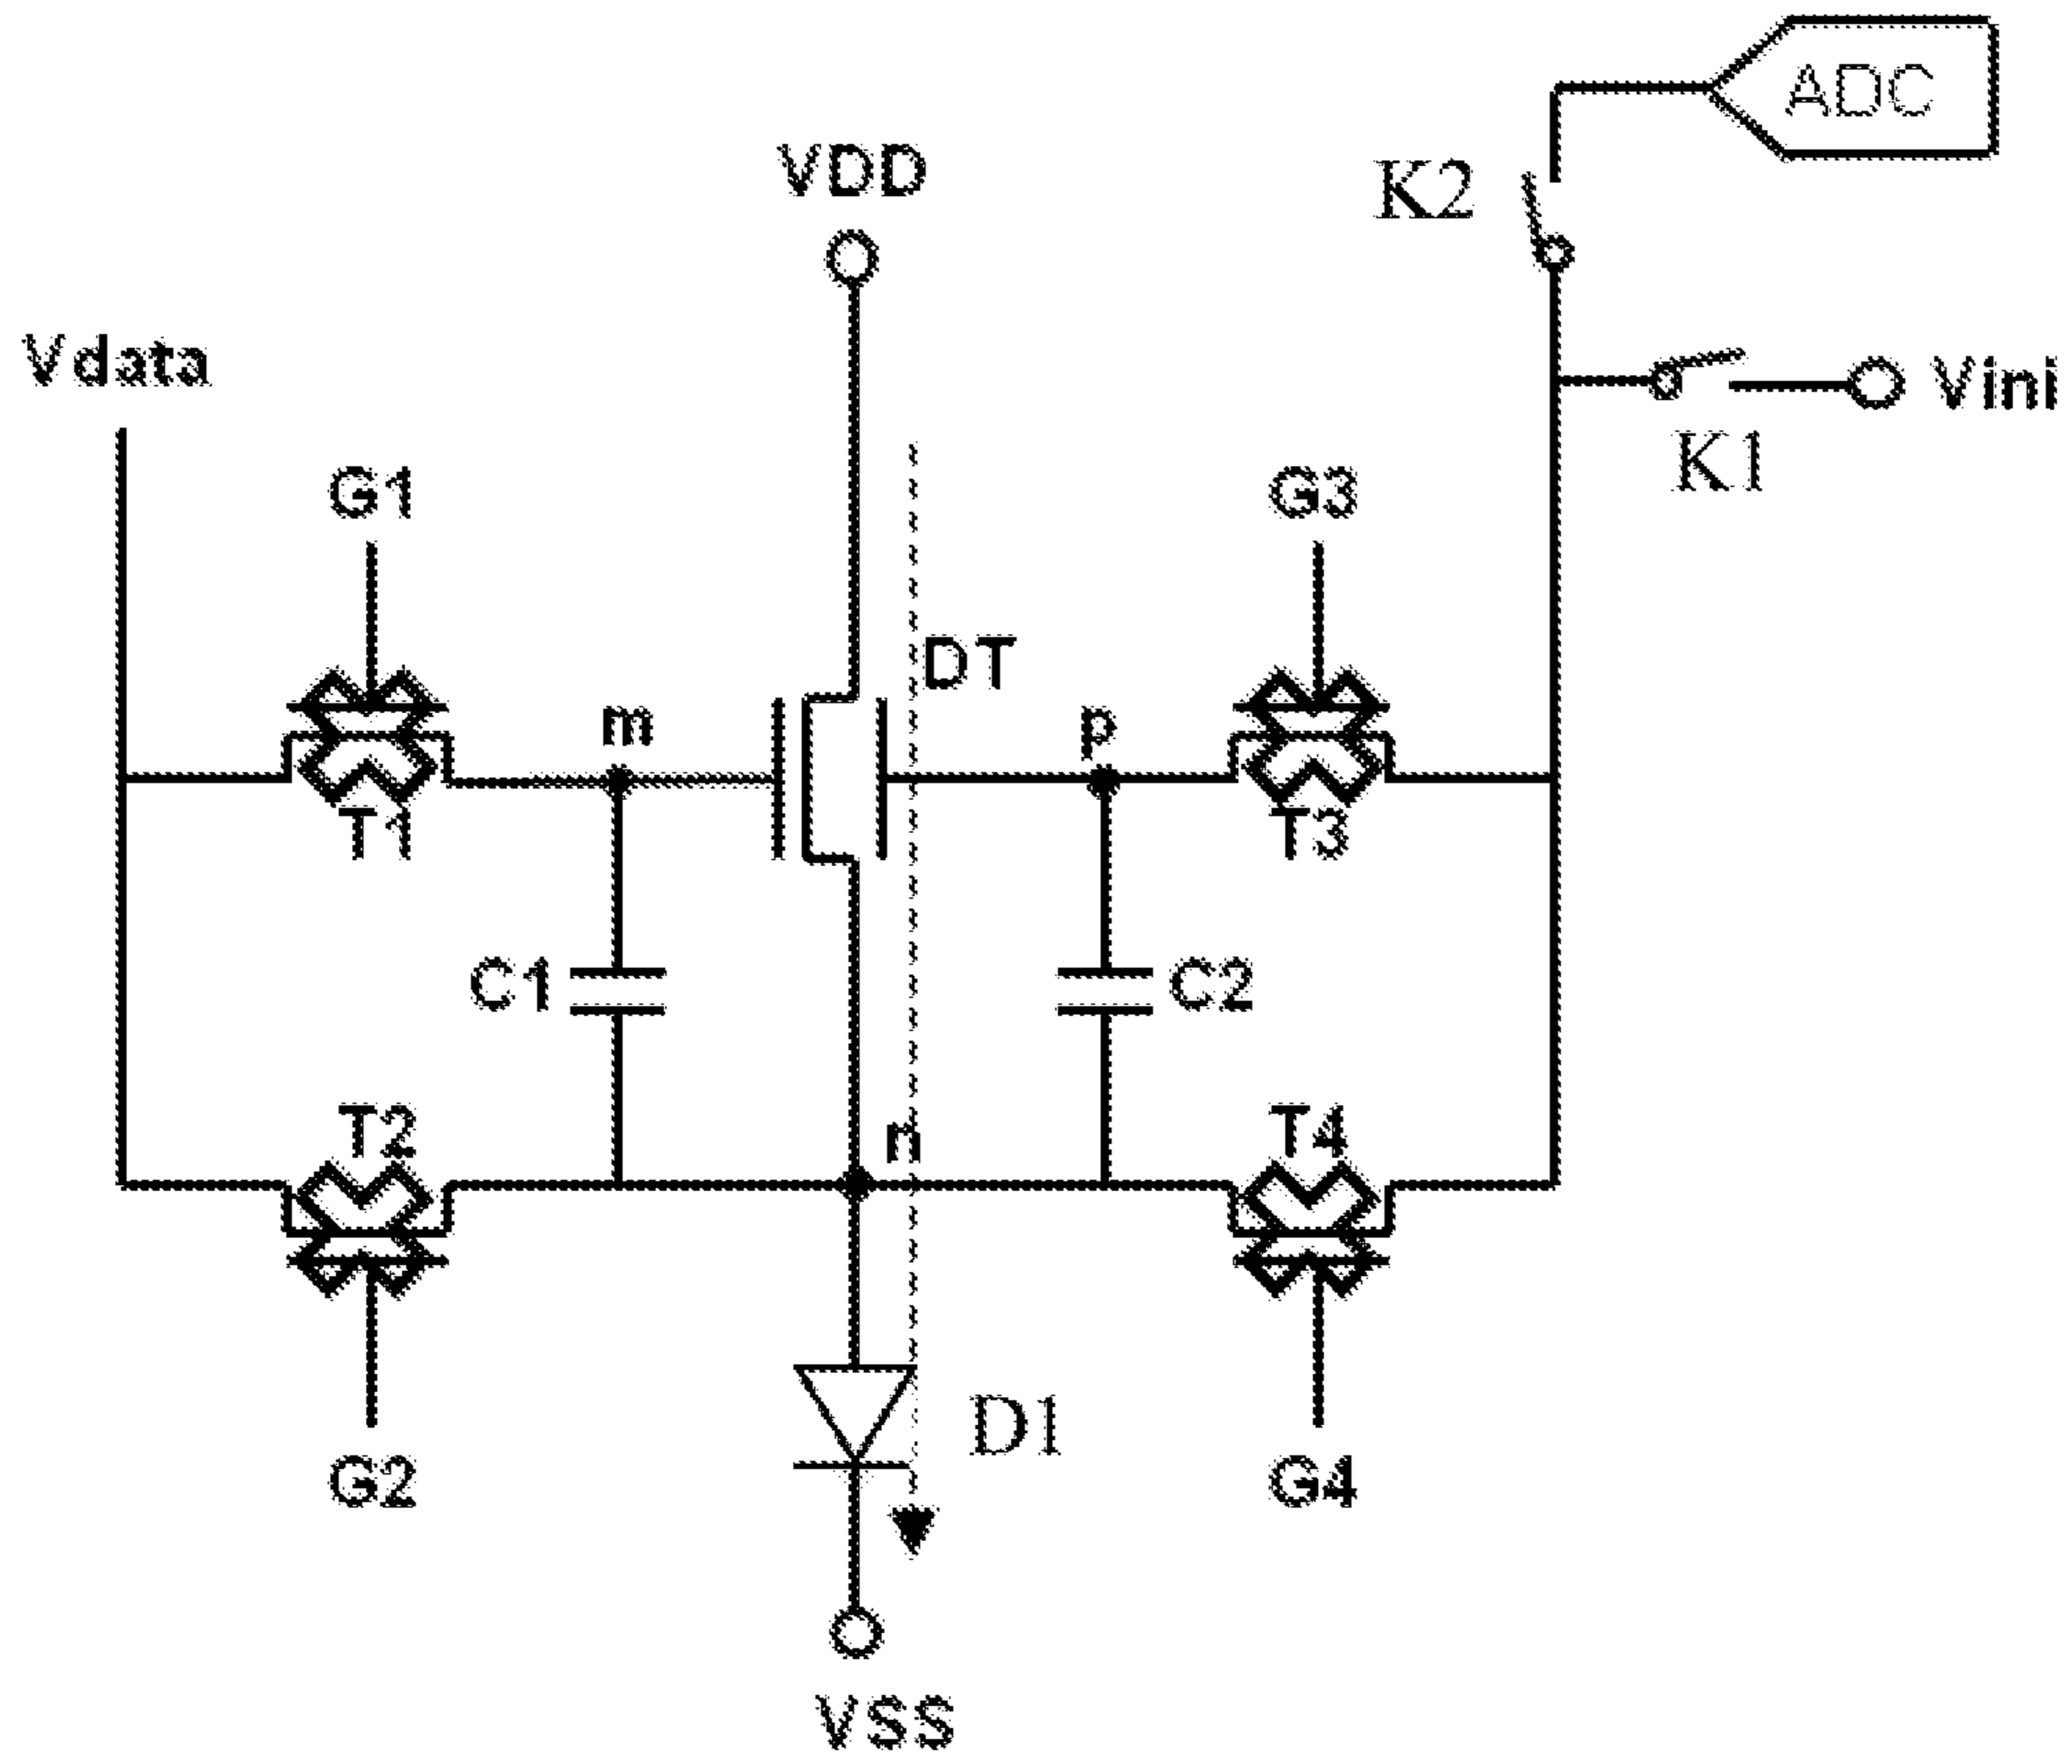 ADC
VDD
K2
Vdata
Vini
K1
G1
G3
DT
m
p
T1
T3
C1
C2
T2
n
T4
D1
G2
G4
VSS